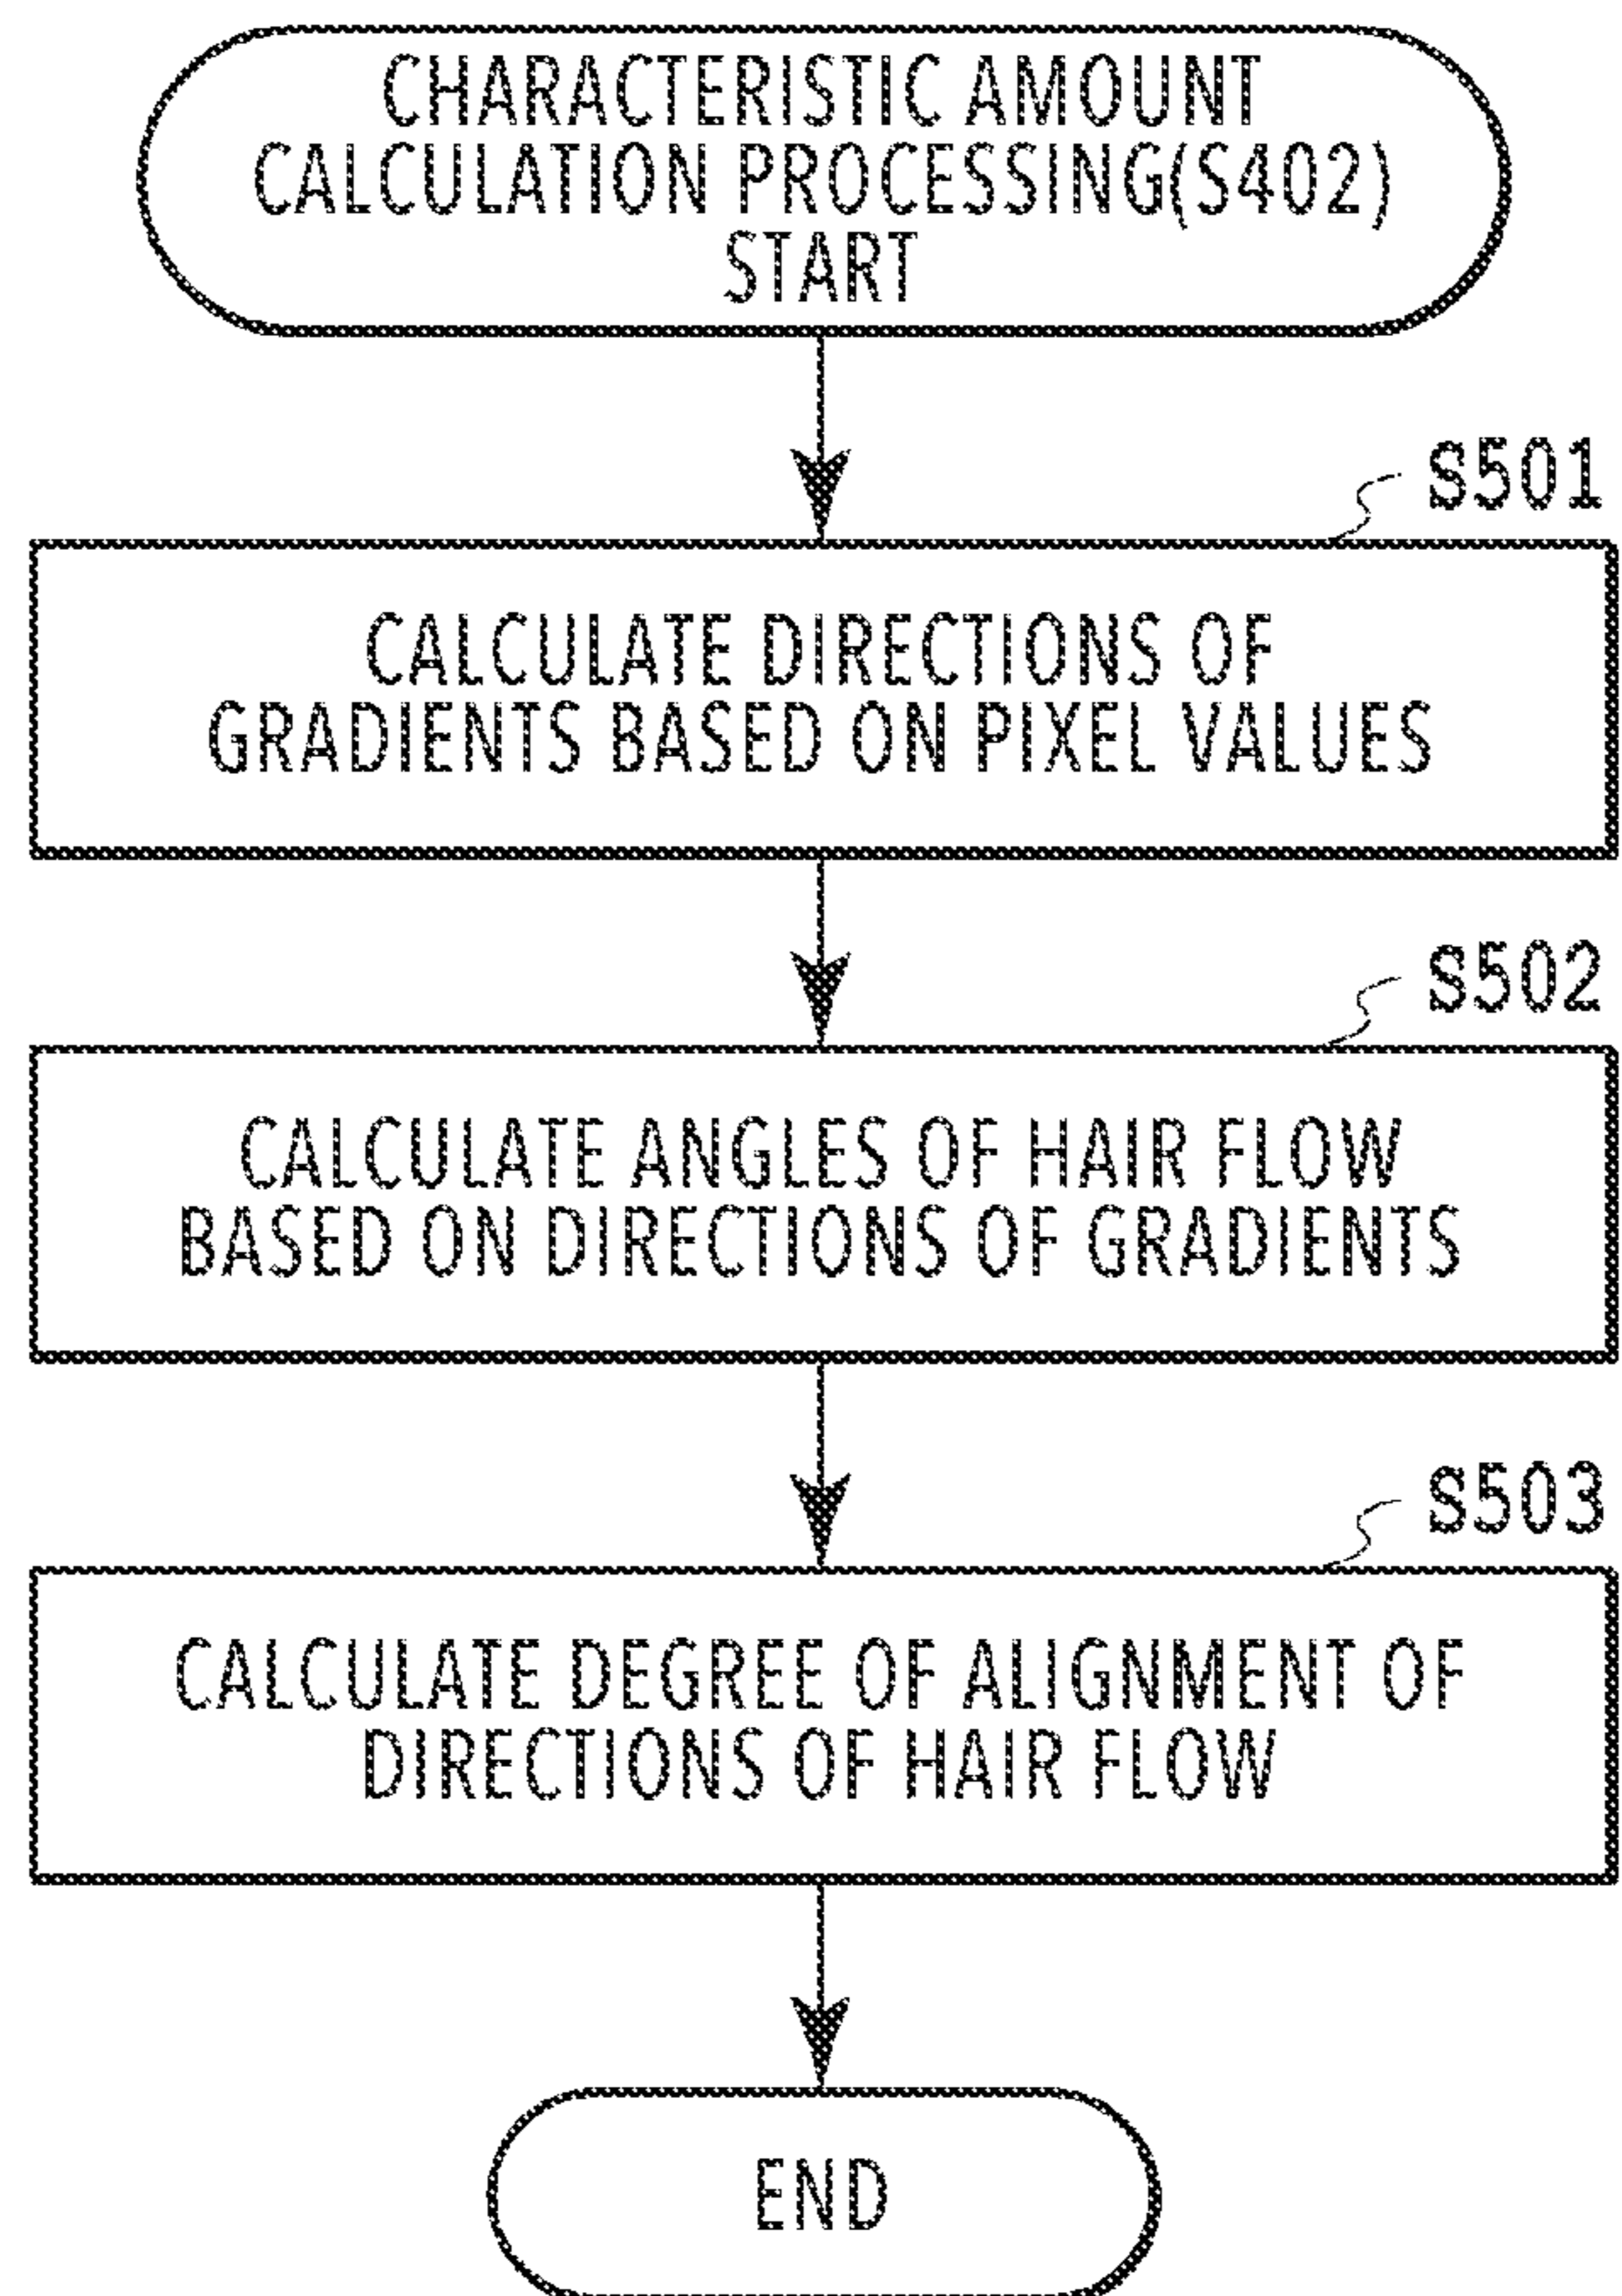 CHARACTERISTIC AMOUNT
CALCULATION PROCESSING(S402)
START
S501
CALCULATE DIRECTIONS OF
GRADIENTS BASED ON PIXEL VALUES
S502
CALCULATE ANGLES OF HAIR FLOW
BASED ON DIRECTIONS OF GRADIENTS
S503
CALCULATE DEGREE OF ALIGNMENT OF
DIRECTIONS OF HAIR FLOW
END